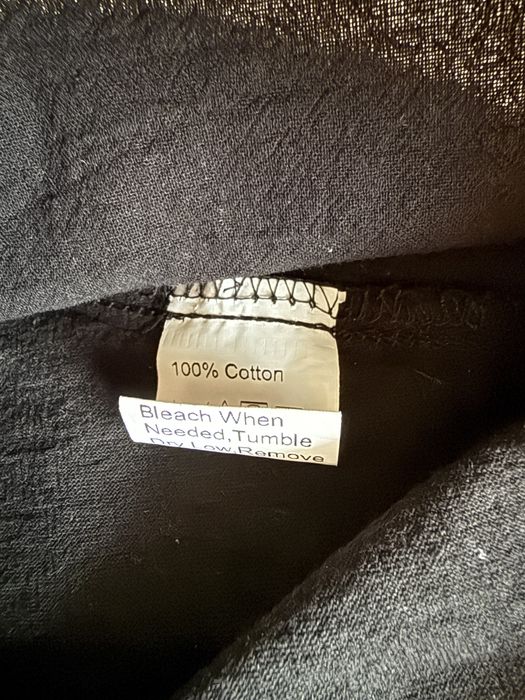 100% Cotton
Bleach When
Needed,Tumble
Dry Low,Remove